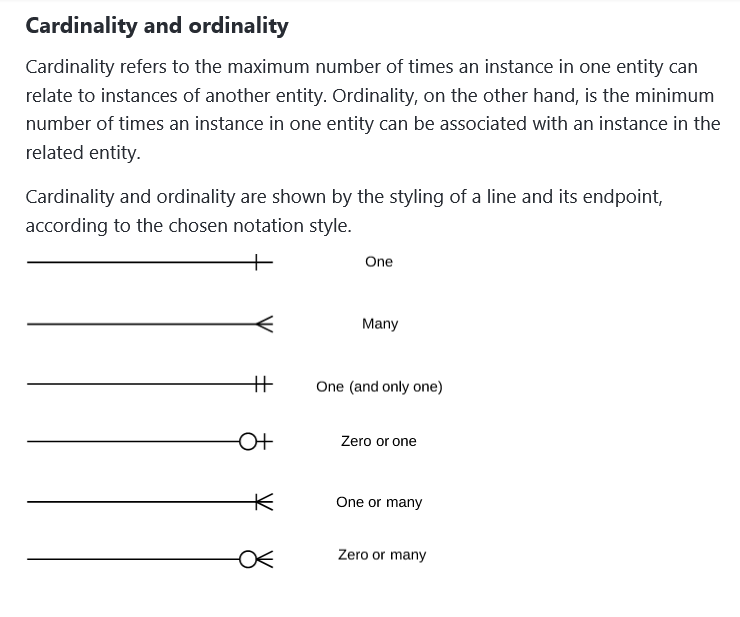 Cardinality and ordinality
Cardinality refers to the maximum number of times an instance in one entity can
relate to instances of another entity. Ordinality, on the other hand, is the minimum
number of times an instance in one entity can be associated with an instance in the
related entity.
Cardinality and ordinality are shown by the styling of a line and its endpoint,
according to the chosen notation style.
One
Many
One (and only one)
Zero or one
One or many
Zero or many